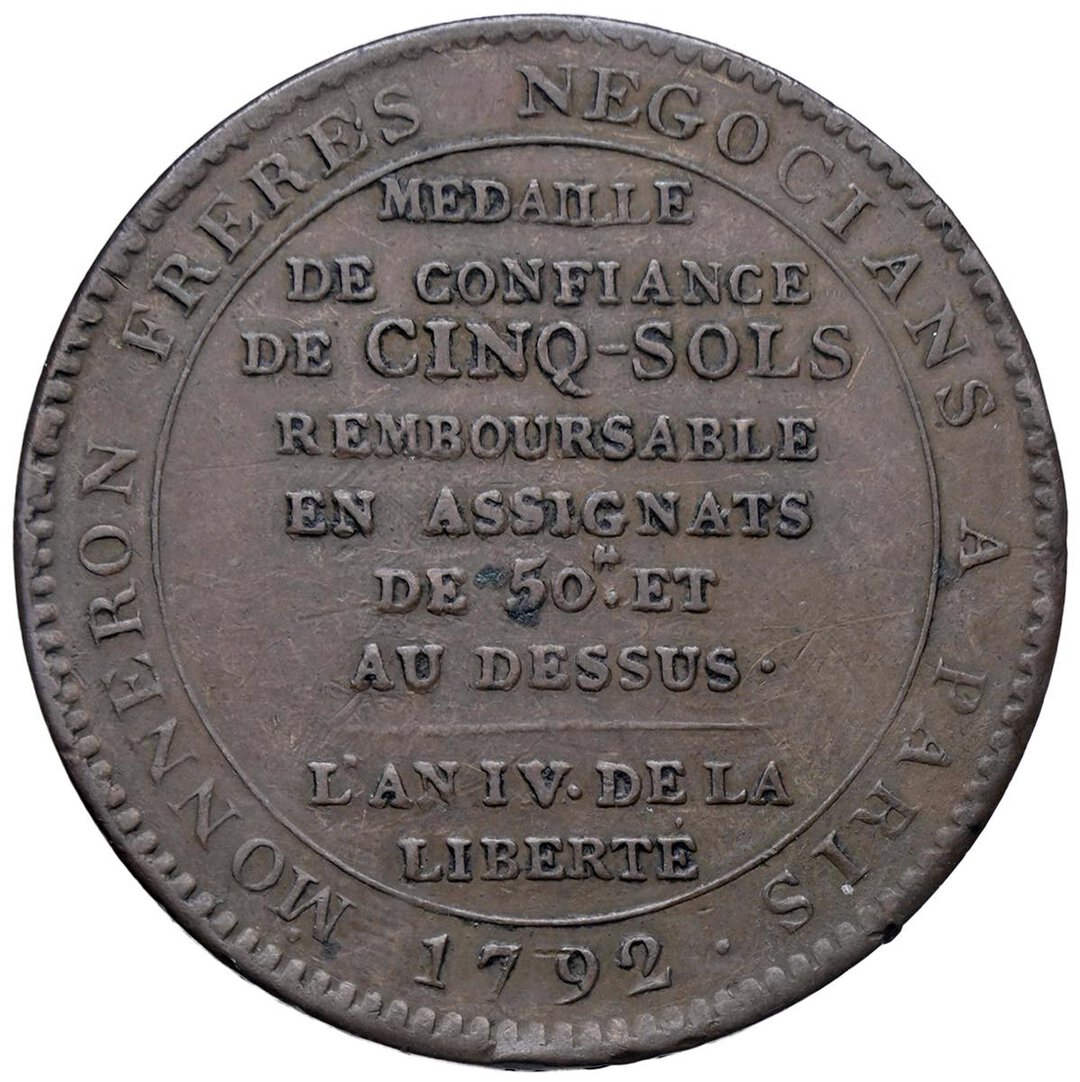 MONNERON FRERES NEGOCIANS A PARIS .
MEDAILLE
DE CONFIANCE
DE CINQ-SOLS
REMBOURSABLE
EN ASSIGNATS
DE 50.₶ ET
AU DESSUS .
L'AN IV. DE LA
LIBERTÉ
1792